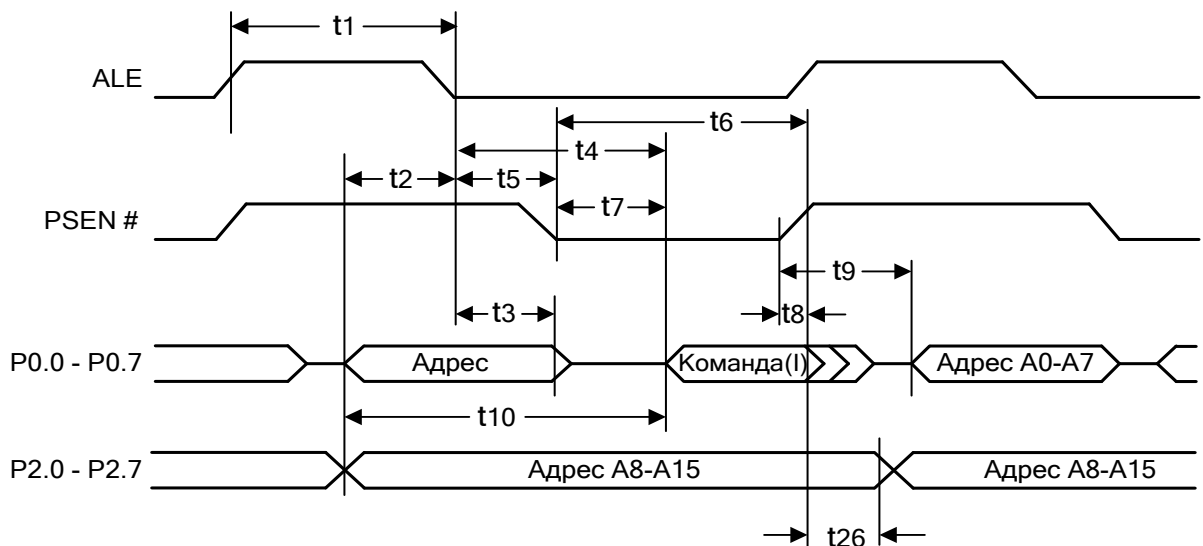 t1
ALE
t6
t4
t2
t5
t7
PSEN #
t9
t3
t8
P0.0 - P0.7
Адрес
Команда(I)
Адрес A0-A7
t10
P2.0 - P2.7
Адрес A8-A15
Адрес A8-A15
t26